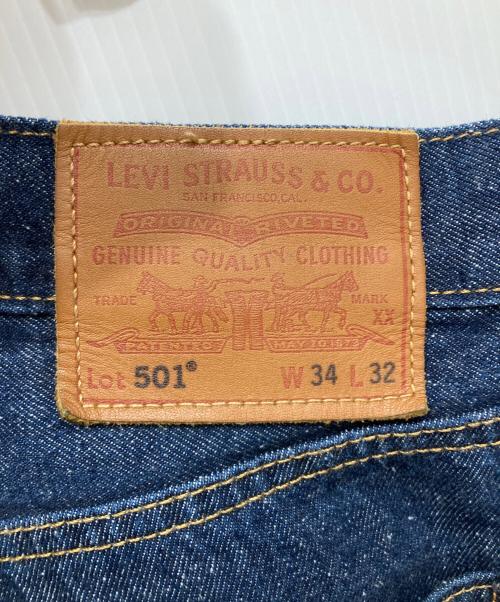 LEVI STRAUSS & CO.
SAN FRANCISCO, CAL.
ORIGINAL RIVETED
GENUINE QUALITY CLOTHING
TRADE MARK
XX
PATENTED MAY 20 1873
Lot 501® W 34 L 32